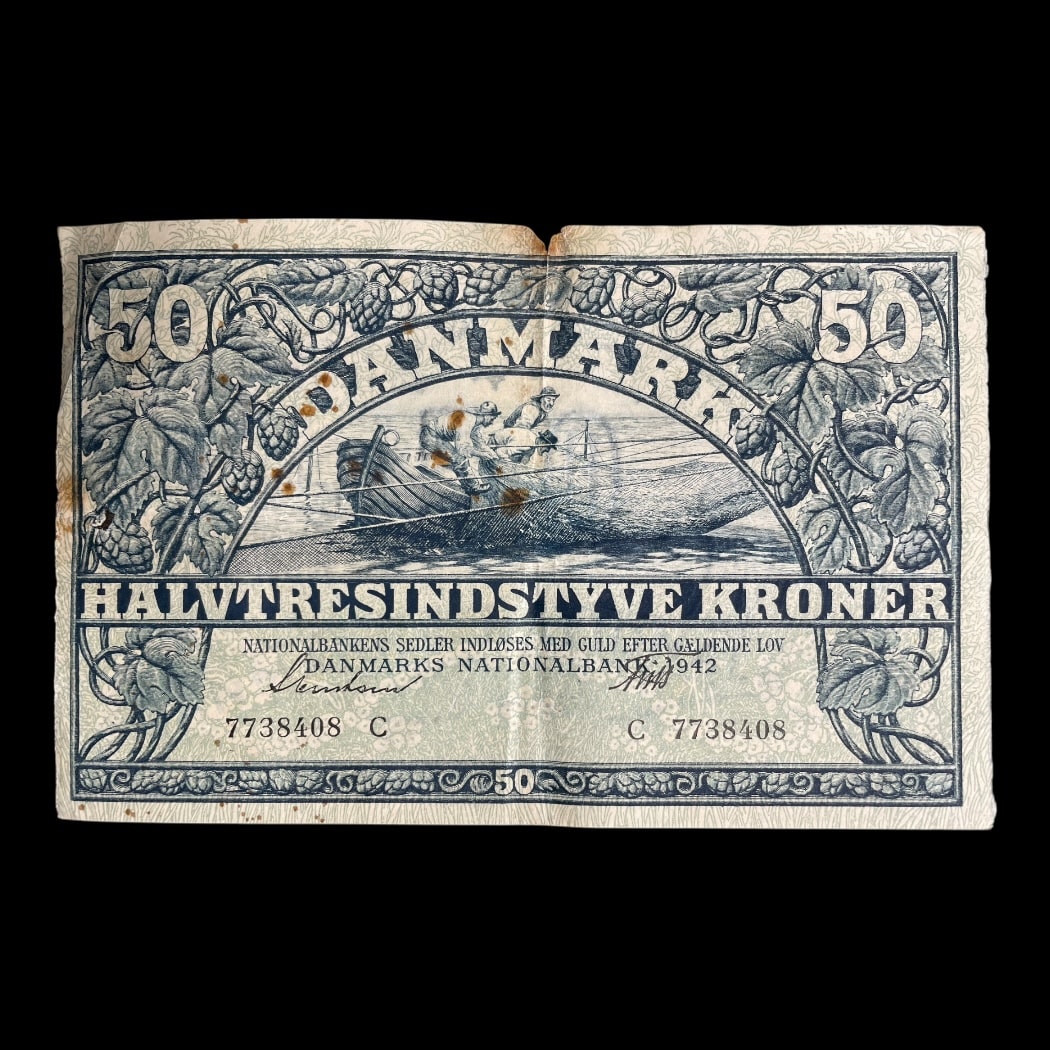 50 50
DANMARK
HALVTRESINDSTYVE KRONER
NATIONALBANKENS SEDLER INDLØSES MED GULD EFTER GÆLDENDE LOV
DANMARKS NATIONALBANK 1942
7738408 C C 7738408
50